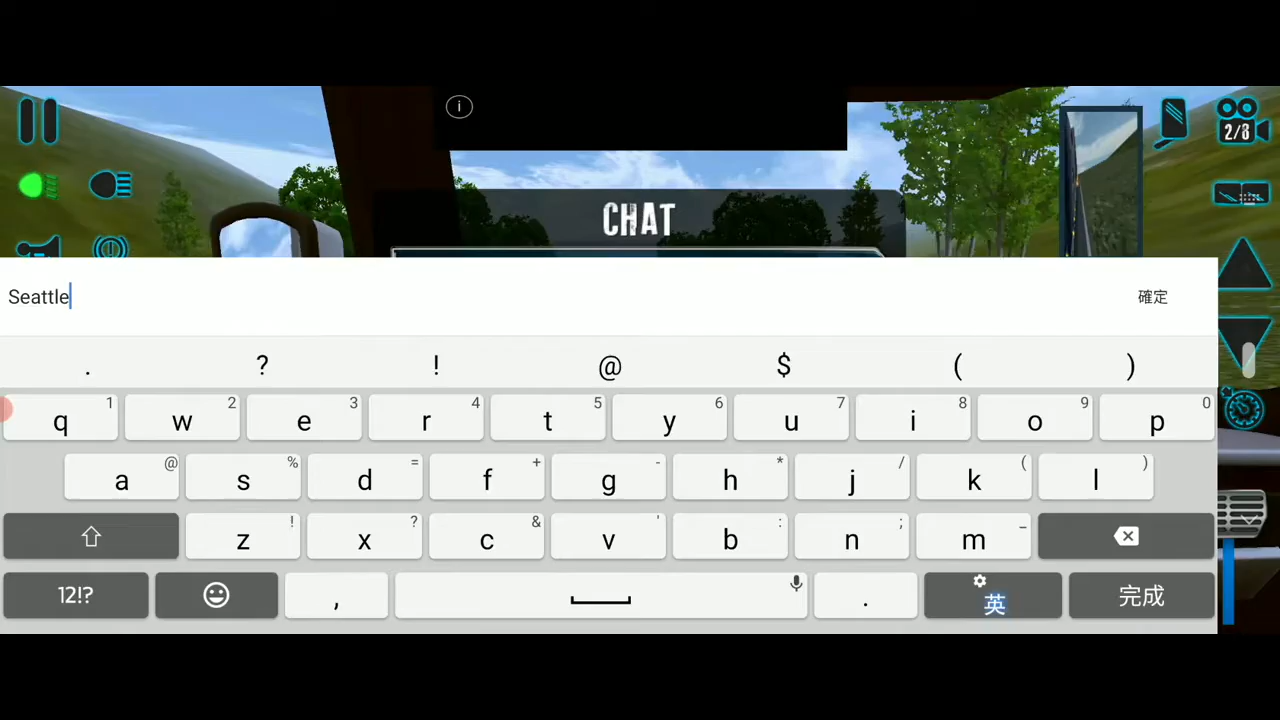 i
2/8
CHAT
Seattle
確定
. ? ! @ $ ( )
q 1 w 2 e 3 r 4 t 5 y 6 u 7 i 8 o 9 p 0
a @ s % d = f + g - h * j / k ( l )
z ! x ? c & v ' b : n ; m _
12!? , . 英 完成